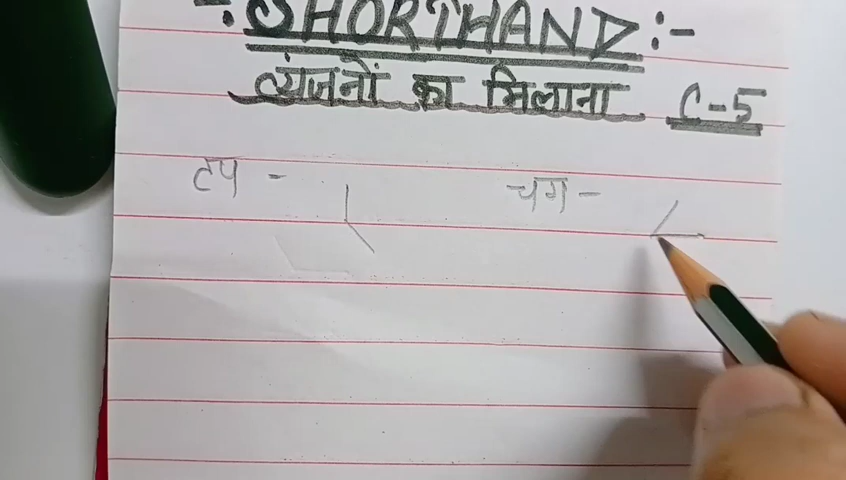 :SHORTHAND:-
व्यंजनों का मिलाना C-5
टप - चग -